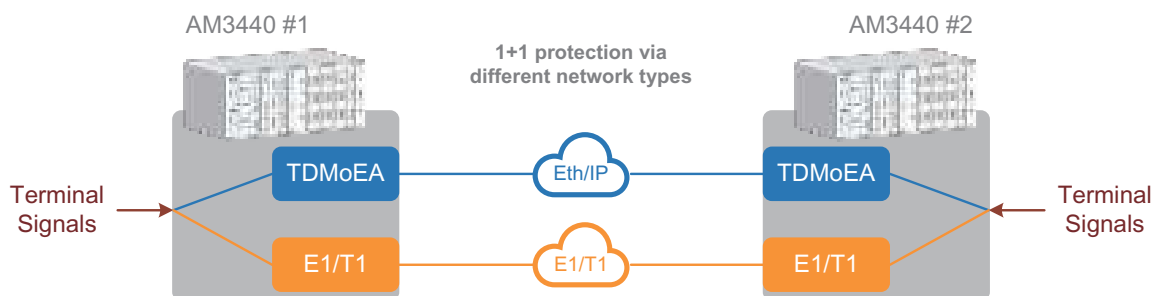 AM3440 #1
AM3440 #2
1+1 protection via
different network types
TDMoEA
Eth/IP
TDMoEA
Terminal
Signals
Terminal
Signals
E1/T1
E1/T1
E1/T1